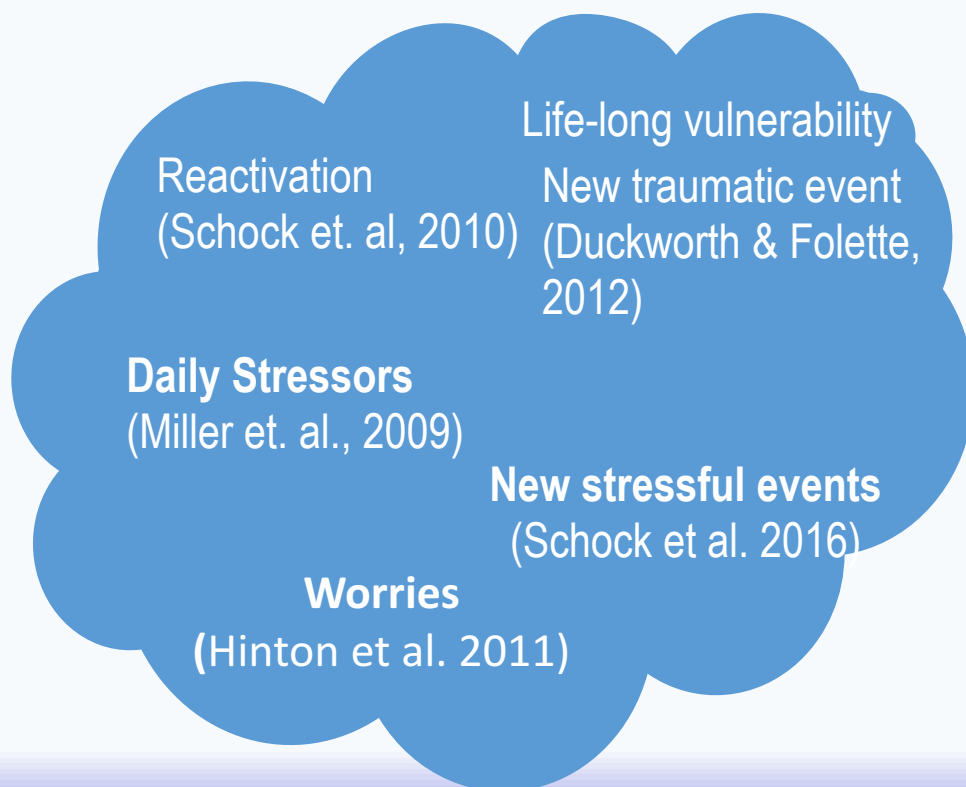 Life-long vulnerability
Reactivation
(Schock et. al, 2010)
New traumatic event
(Duckworth & Folette,
2012)
Daily Stressors
(Miller et. al., 2009)
New stressful events
(Schock et al. 2016)
Worries
(Hinton et al. 2011)